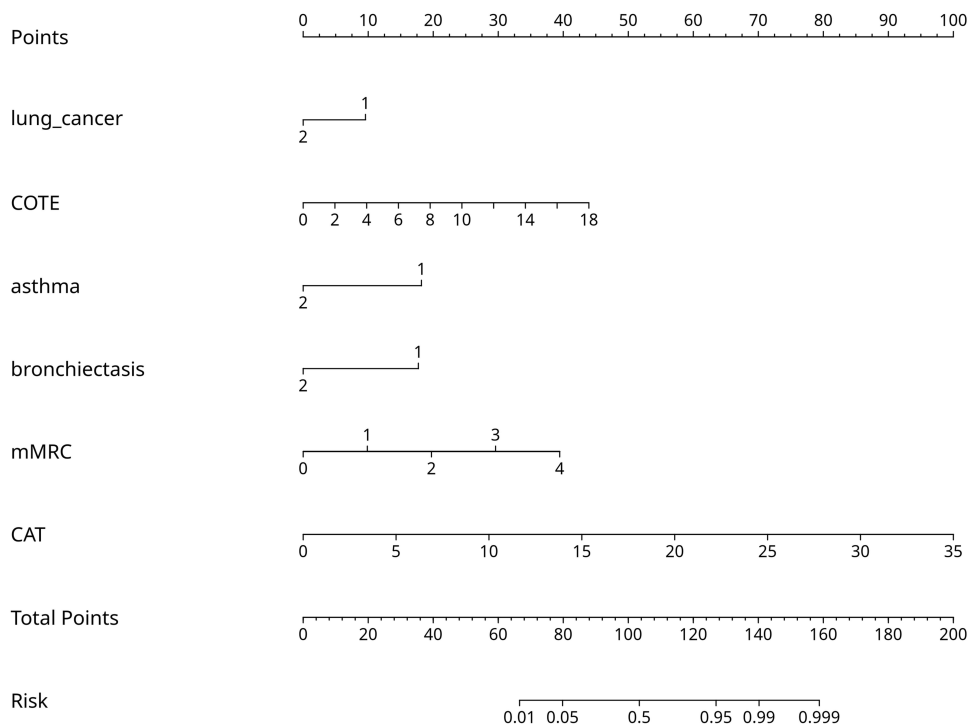 0 10 20 30 40 50 60 70 80 90 100
Points
1
lung_cancer
2
COTE
0 2 4 6 8 10 14 18
1
asthma
2
1
bronchiectasis
2
1 3
mMRC
0 2 4
CAT
0 5 10 15 20 25 30 35
Total Points
0 20 40 60 80 100 120 140 160 180 200
Risk
0.01 0.05 0.5 0.95 0.99 0.999